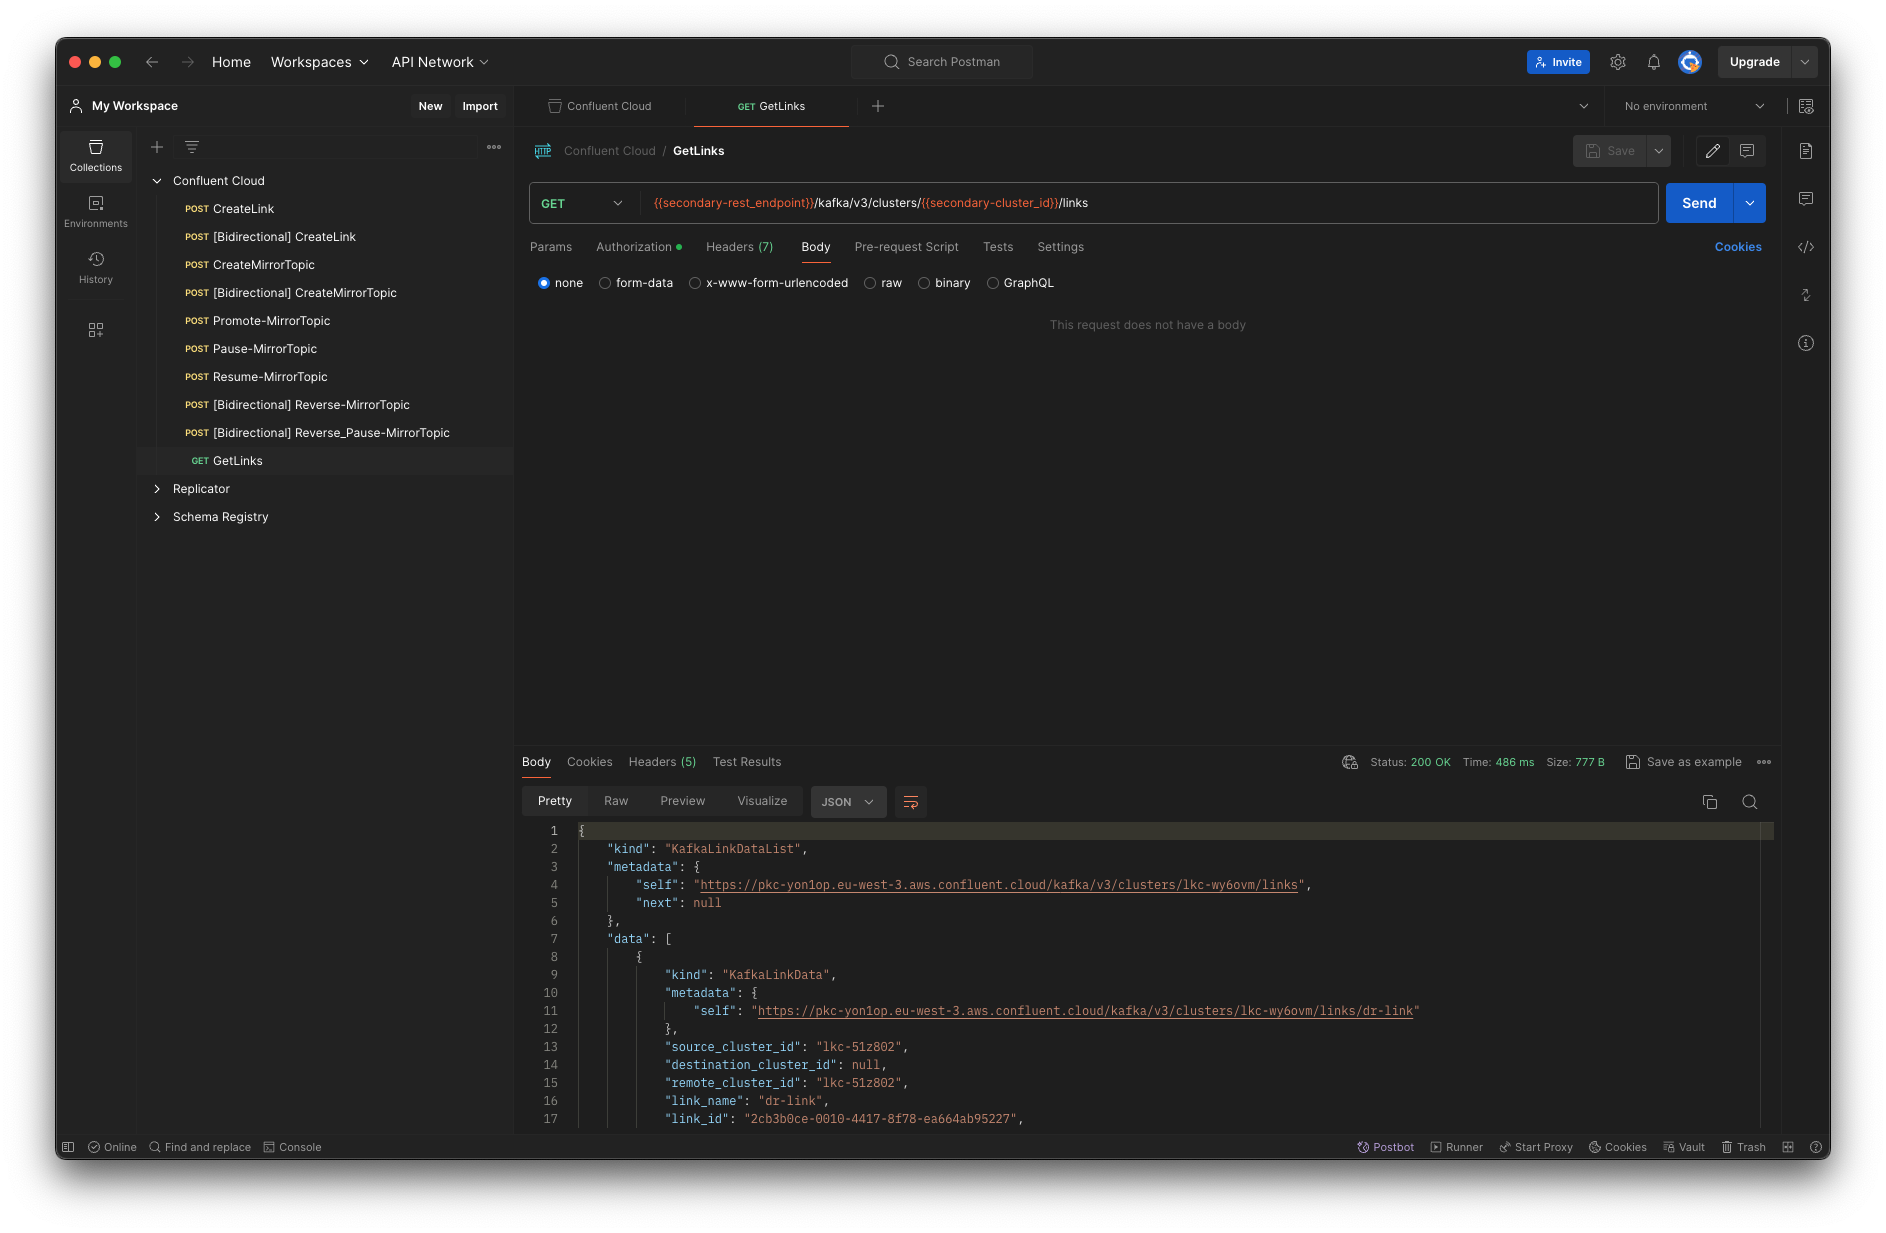 Home Workspaces API Network Search Postman Invite Upgrade
My Workspace New Import Confluent Cloud GET GetLinks No environment
Collections
Environments
History
Confluent Cloud
POST CreateLink
POST [Bidirectional] CreateLink
POST CreateMirrorTopic
POST [Bidirectional] CreateMirrorTopic
POST Promote-MirrorTopic
POST Pause-MirrorTopic
POST Resume-MirrorTopic
POST [Bidirectional] Reverse-MirrorTopic
POST [Bidirectional] Reverse_Pause-MirrorTopic
GET GetLinks
Replicator
Schema Registry
HTTP Confluent Cloud / GetLinks Save
GET {{secondary-rest_endpoint}}/kafka/v3/clusters/{{secondary-cluster_id}}/links Send
Params Authorization Headers (7) Body Pre-request Script Tests Settings Cookies
none form-data x-www-form-urlencoded raw binary GraphQL
This request does not have a body
Body Cookies Headers (5) Test Results Status: 200 OK Time: 486 ms Size: 777 B Save as example
Pretty Raw Preview Visualize JSON
1 {
2 "kind": "KafkaLinkDataList",
3 "metadata": {
4 "self": "https://pkc-yon1op.eu-west-3.aws.confluent.cloud/kafka/v3/clusters/lkc-wy6ovm/links",
5 "next": null
6 },
7 "data": [
8 {
9 "kind": "KafkaLinkData",
10 "metadata": {
11 "self": "https://pkc-yon1op.eu-west-3.aws.confluent.cloud/kafka/v3/clusters/lkc-wy6ovm/links/dr-link"
12 },
13 "source_cluster_id": "lkc-51z802",
14 "destination_cluster_id": null,
15 "remote_cluster_id": "lkc-51z802",
16 "link_name": "dr-link",
17 "link_id": "2cb3b0ce-0010-4417-8f78-ea664ab95227",
Online Find and replace Console Postbot Runner Start Proxy Cookies Vault Trash